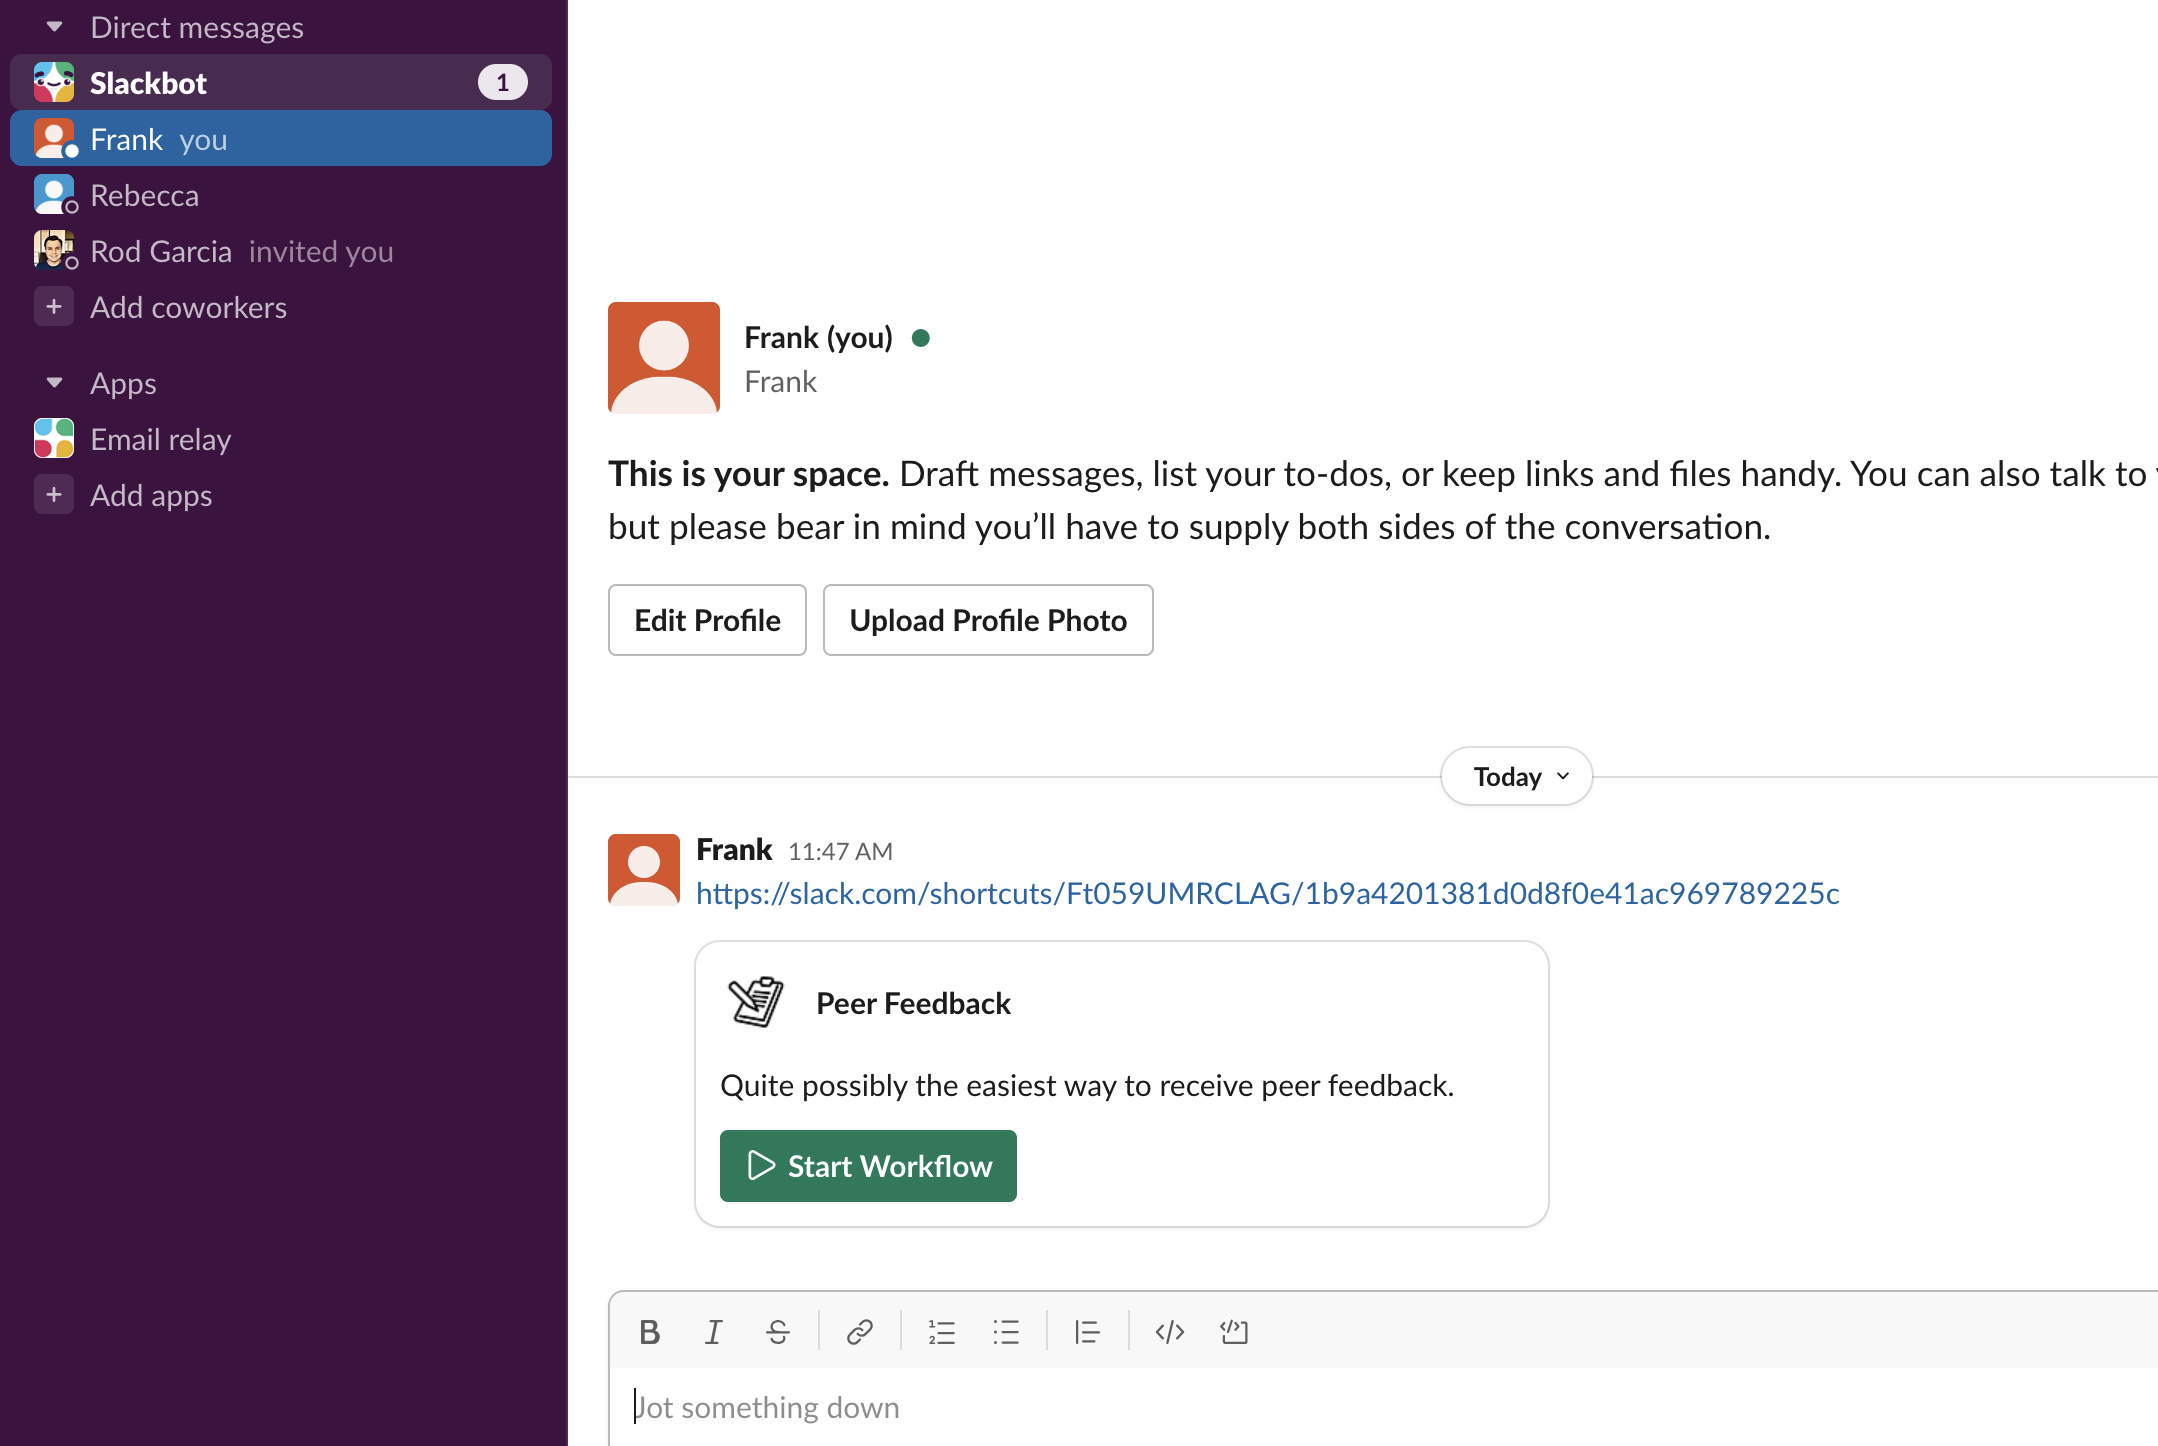 Direct messages
Slackbot 1
Frank you
Rebecca
Rod Garcia invited you
+ Add coworkers
Apps
Email relay
+ Add apps
Frank (you)
Frank
This is your space. Draft messages, list your to-dos, or keep links and files handy. You can also talk to
but please bear in mind you’ll have to supply both sides of the conversation.
Edit Profile Upload Profile Photo
Today
Frank 11:47 AM
https://slack.com/shortcuts/Ft059UMRCLAG/1b9a4201381d0d8f0e41ac969789225c
Peer Feedback
Quite possibly the easiest way to receive peer feedback.
Start Workflow
B I S
Jot something down